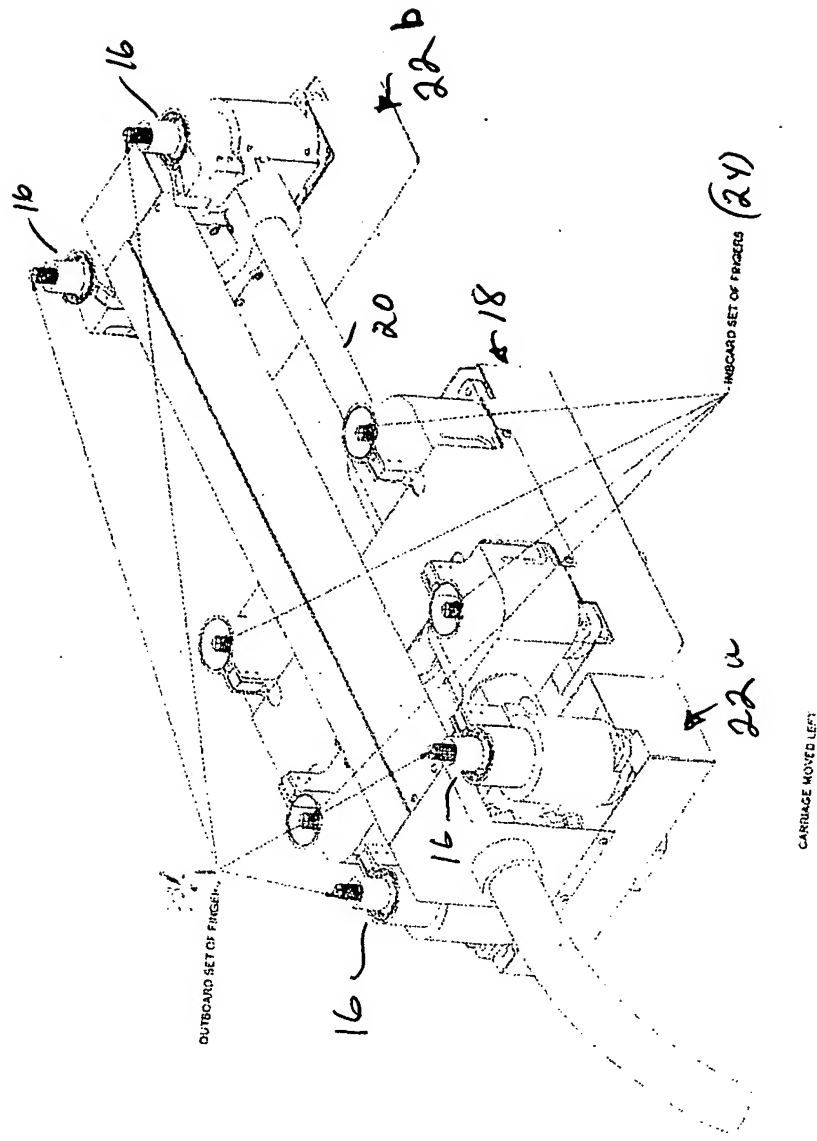 16
16
22 b
20
18
INBOARD SET OF FINGERS (24)
22 a
16
16
OUTBOARD SET OF FINGERS
CARRIAGE MOVED LEFT